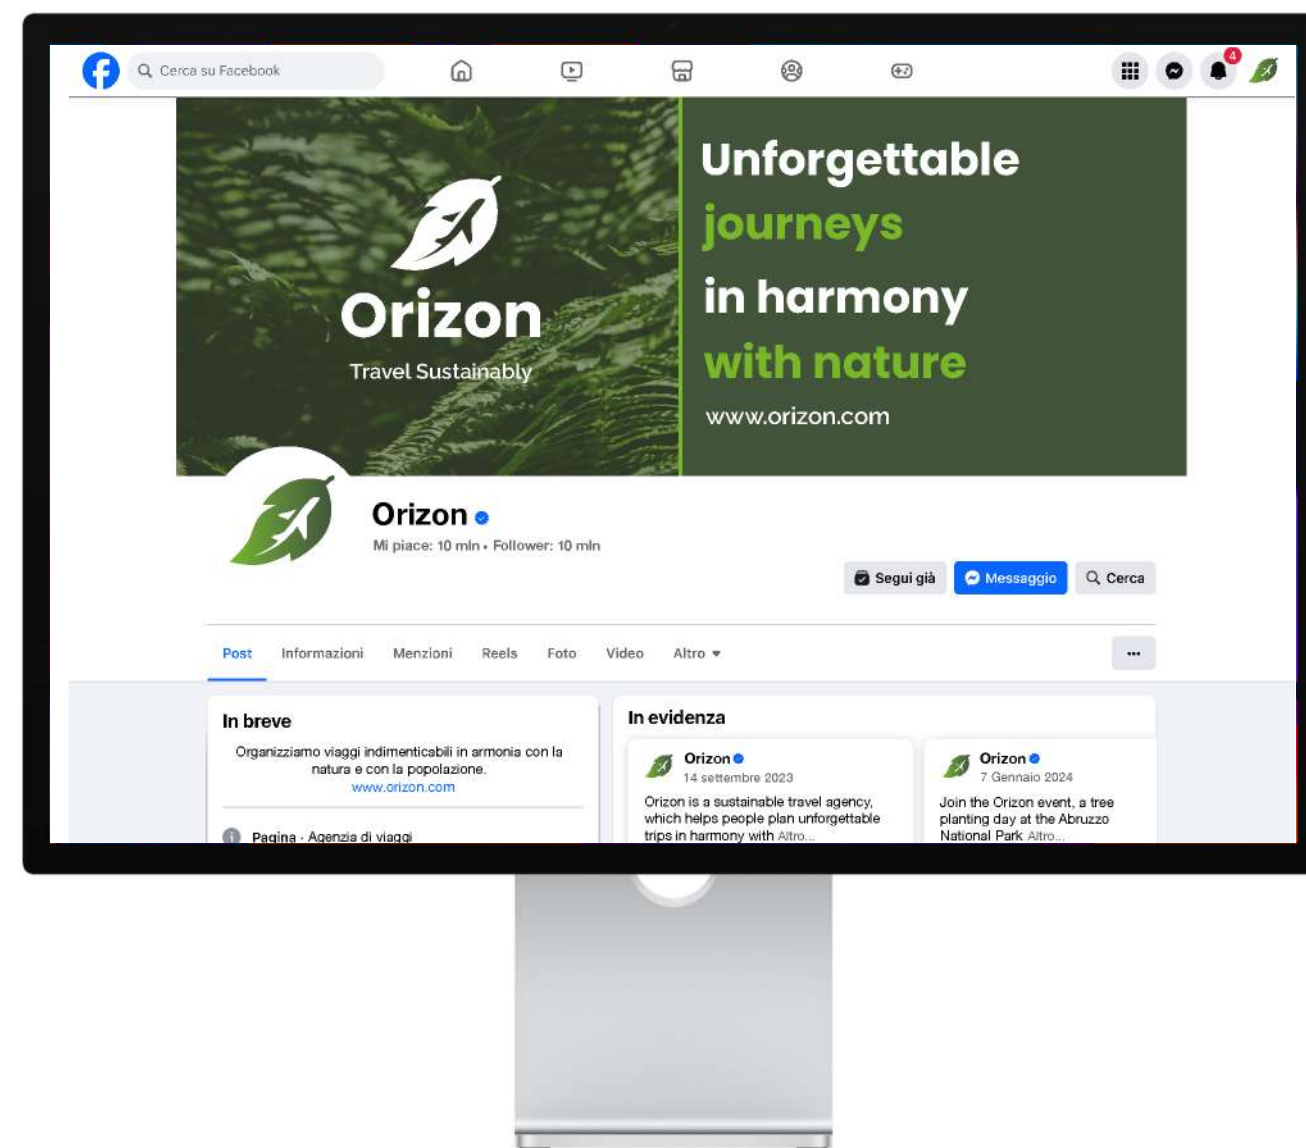 Cerca su Facebook
4
Orizon
Travel Sustainably
Unforgettable
journeys
in harmony
with nature
www.orizon.com
Orizon
Mi piace: 10 mln • Follower: 10 mln
Segui già
Messaggio
Cerca
Post Informazioni Menzioni Reels Foto Video Altro
In breve
Organizziamo viaggi indimenticabili in armonia con la
natura e con la popolazione.
www.orizon.com
Pagina · Agenzia di viaggi
In evidenza
Orizon
14 settembre 2023
Orizon is a sustainable travel agency,
which helps people plan unforgettable
trips in harmony with Altro...
Orizon
7 Gennaio 2024
Join the Orizon event, a tree
planting day at the Abruzzo
National Park Altro...